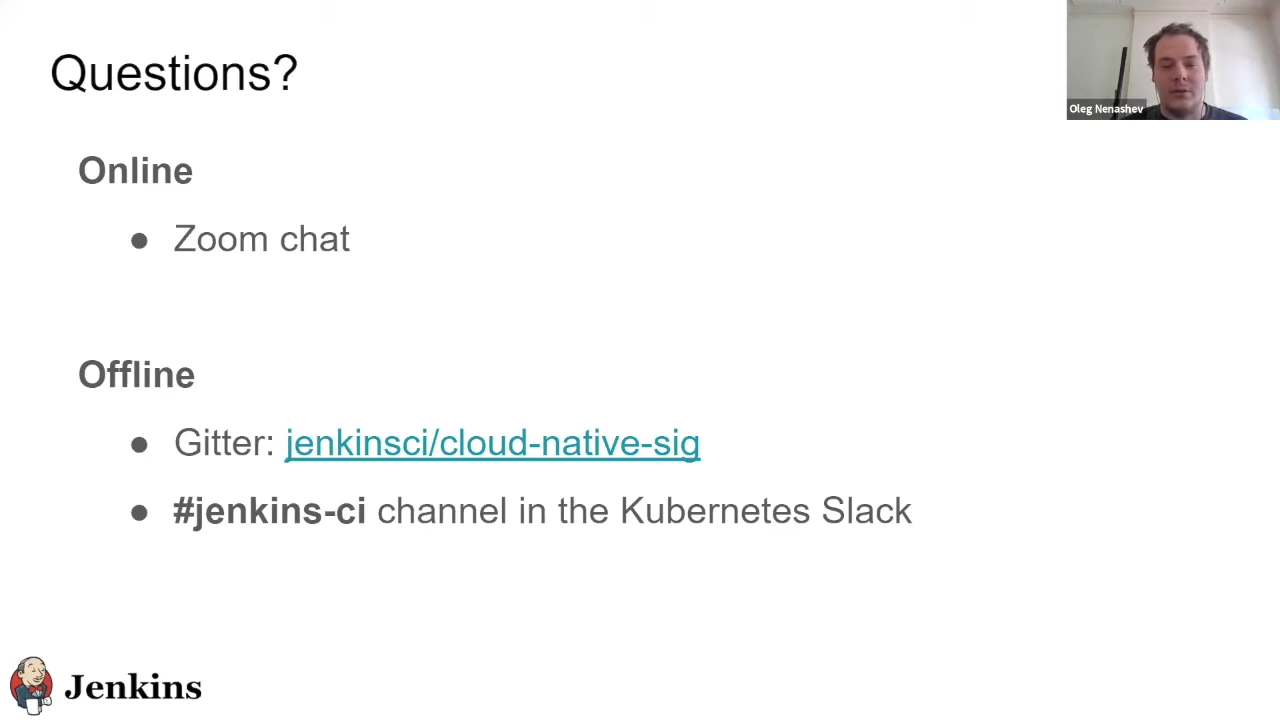 Questions?
Oleg Nenashev
Online
● Zoom chat
Offline
● Gitter: jenkinsci/cloud-native-sig
● #jenkins-ci channel in the Kubernetes Slack
Jenkins